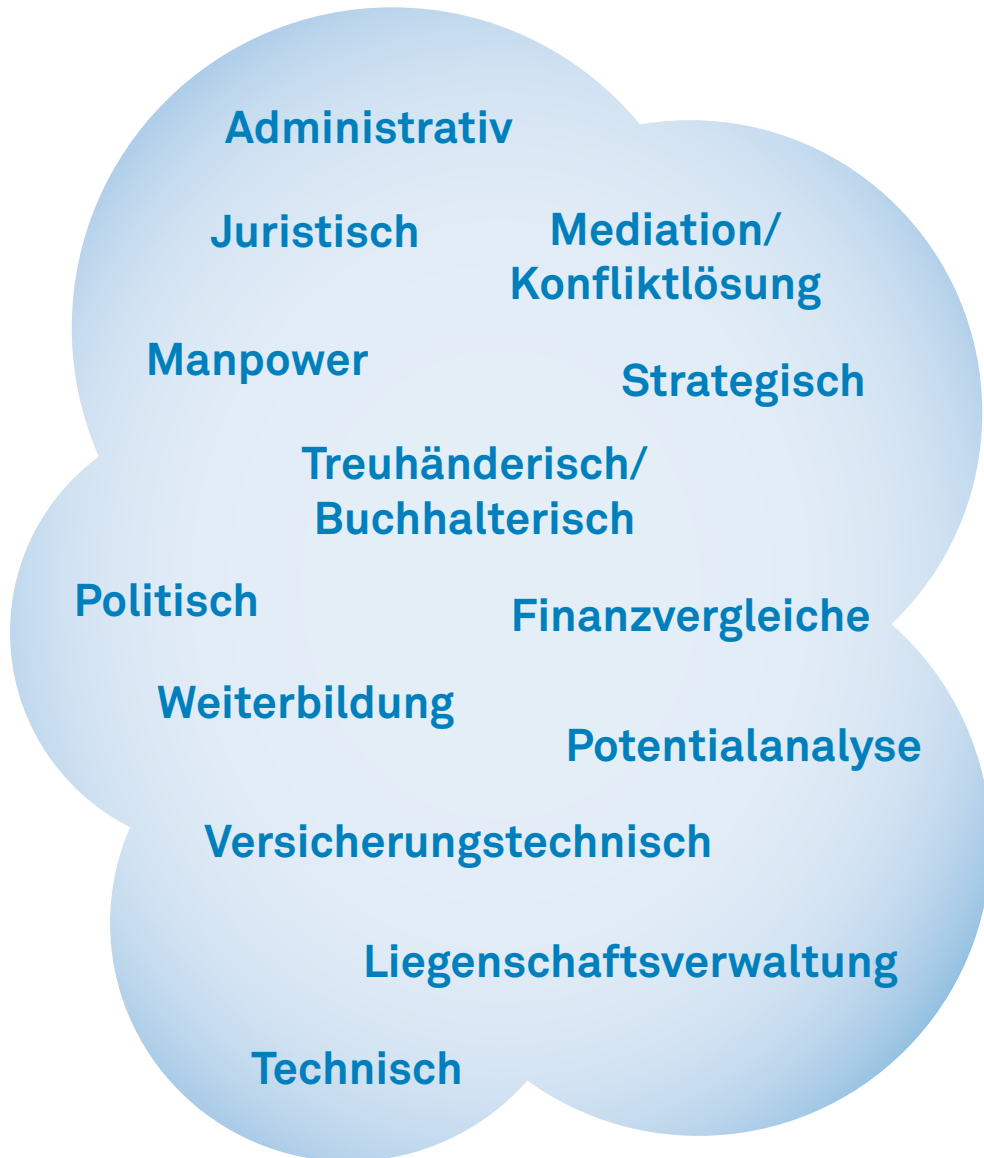 Administrativ
Juristisch
Mediation/
Konfliktlösung
Manpower
Strategisch
Treuhänderisch/
Buchhalterisch
Politisch
Finanzvergleiche
Weiterbildung
Potentialanalyse
Versicherungstechnisch
Liegenschaftsverwaltung
Technisch